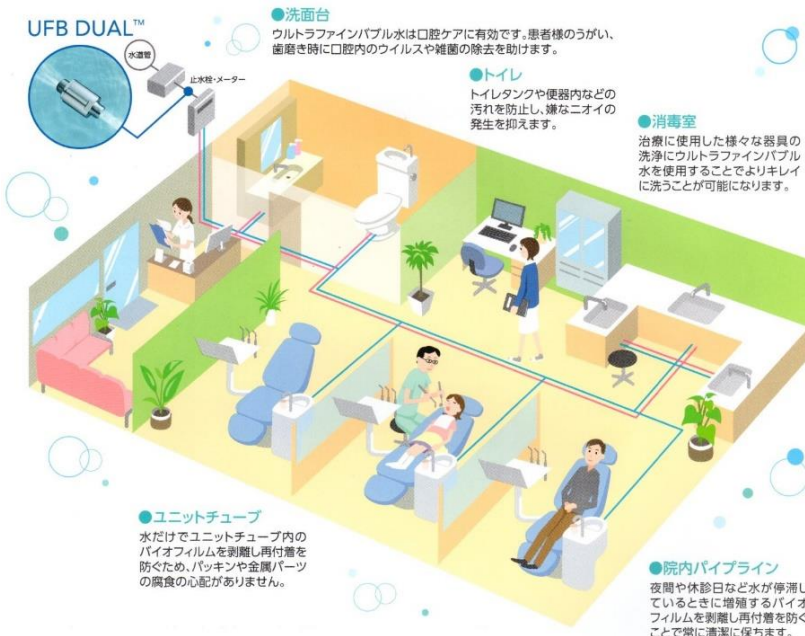 UFB DUAL™
水道管
止水栓・メーター
●洗面台
ウルトラファインバブル水は口腔ケアに有効です。患者様のうがい、
歯磨き時に口腔内のウイルスや雑菌の除去を助けます。
●トイレ
トイレタンクや便器内などの
汚れを防止し、嫌なニオイの
発生を抑えます。
●消毒室
治療に使用した様々な器具の
洗浄にウルトラファインバブル
水を使用することでよりキレイ
に洗うことが可能になります。
●ユニットチューブ
水だけでユニットチューブ内の
バイオフィルムを剥離し再付着を
防ぐため、パッキンや金属パーツ
の腐食の心配がありません。
●院内パイプライン
夜間や休診日など水が停滞し
ているときに増殖するバイオ
フィルムを剥離し再付着を防ぐ
ことで常に清潔に保ちます。